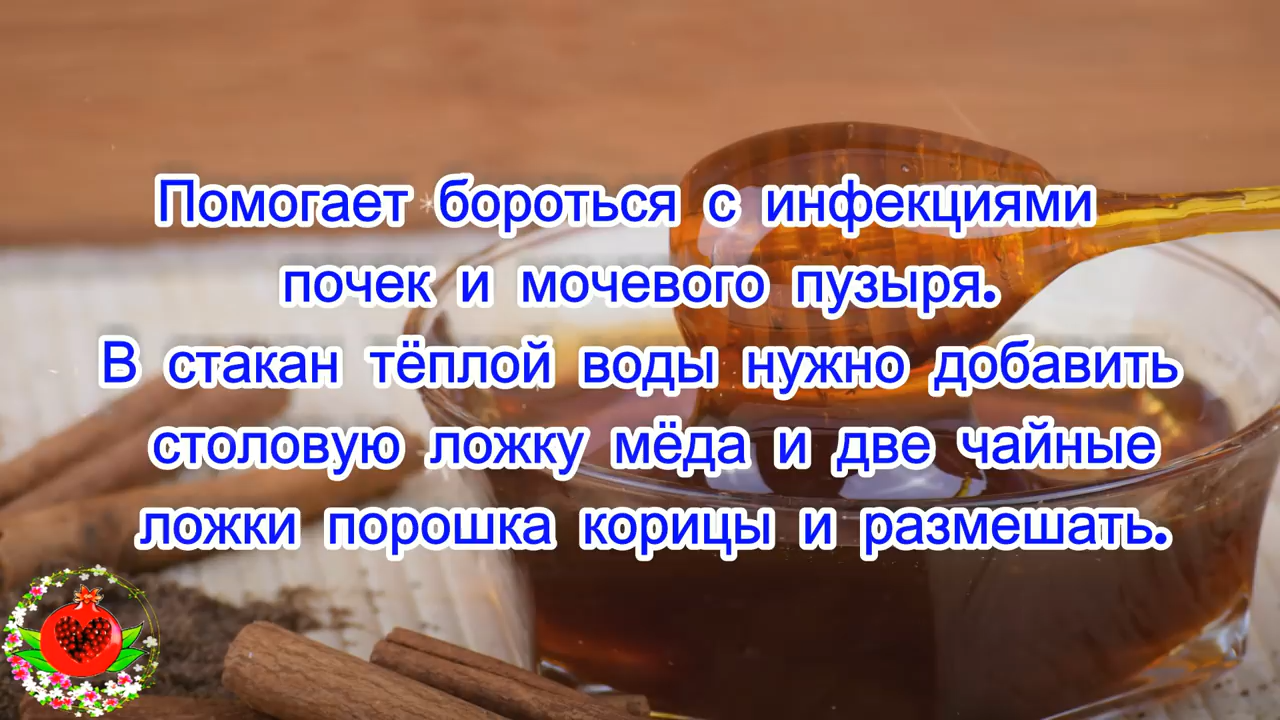 Помогает бороться с инфекциями
почек и мочевого пузыря.
В стакан тёплой воды нужно добавить
столовую ложку мёда и две чайные
ложки порошка корицы и размешать.